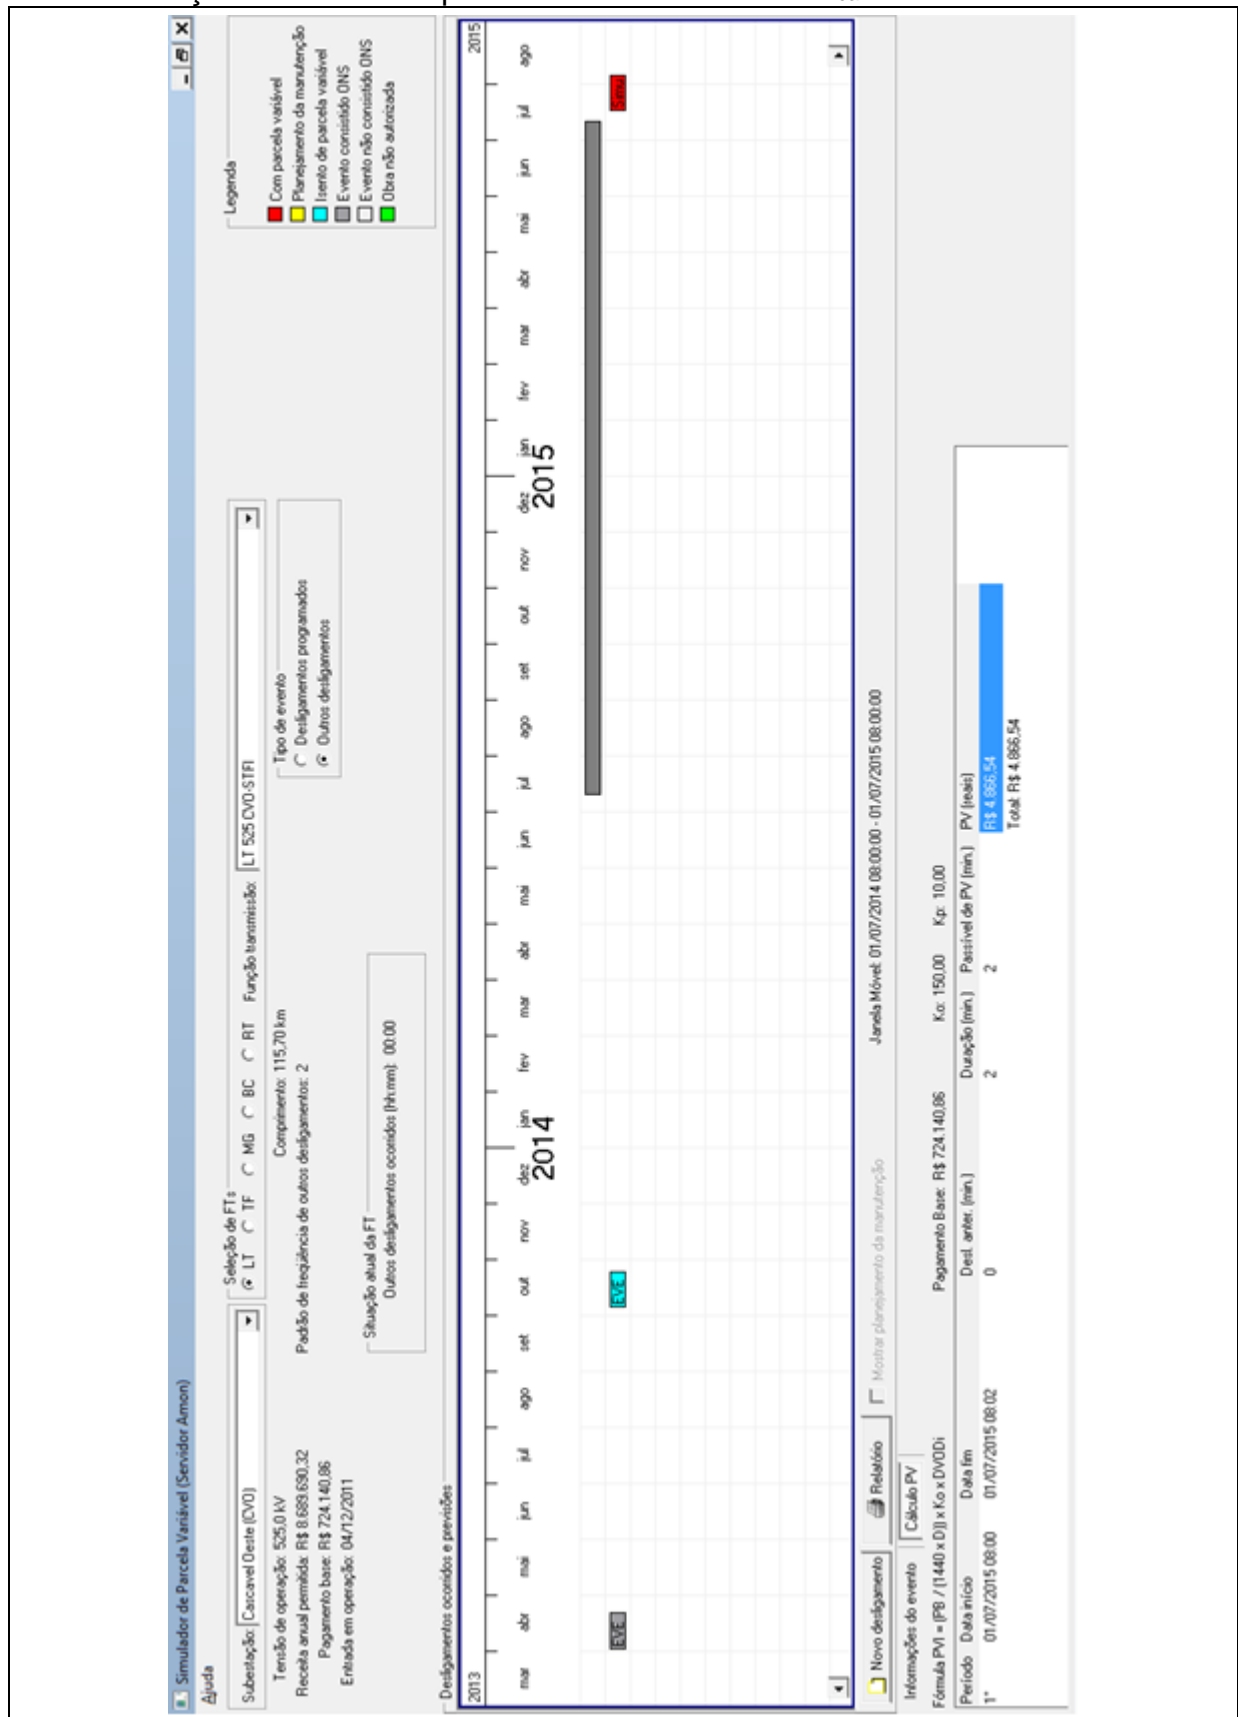 Simulador de Parcela Variável (Servidor Amon)
Ajuda
Subestação: Cascavel Oeste (CVO)
Seleção de FTs
LT TF MG BC RT Função transmissão: LT 525 CVO-STFI
Tensão de operação: 525,0 kV
Comprimento: 115,70 km
Receita anual permitida: R$ 8.689.690,32
Padrão de freqüência de outros desligamentos: 2
Pagamento base: R$ 724.140,86
Entrada em operação: 04/12/2011
Tipo de evento
Desligamentos programados
Outros desligamentos
Situação atual da FT
Outros desligamentos ocorridos (hh:mm): 00:00
Legenda
Com parcela variável
Planejamento da manutenção
Isento de parcela variável
Evento consistido ONS
Evento não consistido ONS
Obra não autorizada
Desligamentos ocorridos e previsões
2013 2015
mar abr mai jun jul ago set out nov dez jan fev mar abr mai jun jul ago set out nov dez jan fev mar abr mai jun jul ago
2014 2015
EVE EVE Simu
Novo desligamento Relatório Mostrar planejamento da manutenção Janela Móvel: 01/07/2014 08:00:00 - 01/07/2015 08:00:00
Informações do evento Cálculo PV
Fórmula PVI = (PB / (1440 x D)) x Ko x DVODi Pagamento Base: R$ 724.140,86 Ko: 150,00 Kp: 10,00
Período Data início Data fim Desl. anter. (min.) Duração (min.) Passível de PV (min.) PV (reais)
1° 01/07/2015 08:00 01/07/2015 08:02 0 2 2 R$ 4.866,54
Total: R$ 4.866,54